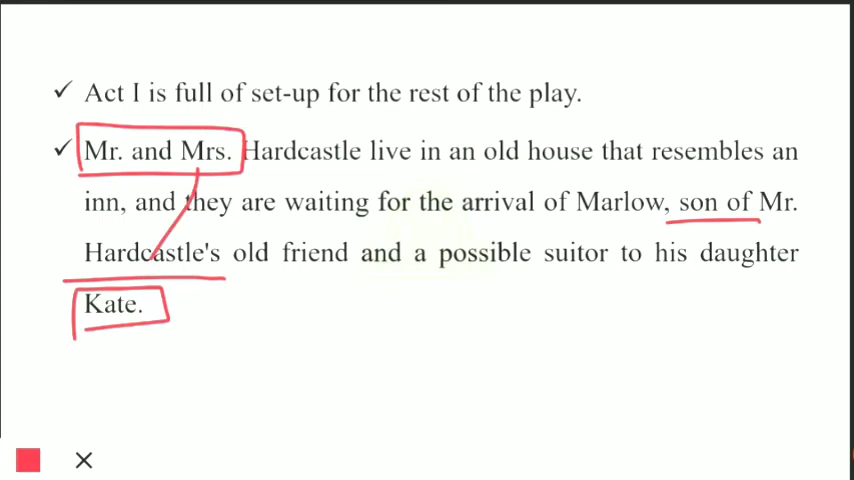 ✓ Act I is full of set-up for the rest of the play.
✓ Mr. and Mrs. Hardcastle live in an old house that resembles an
inn, and they are waiting for the arrival of Marlow, son of Mr.
Hardcastle's old friend and a possible suitor to his daughter
Kate.